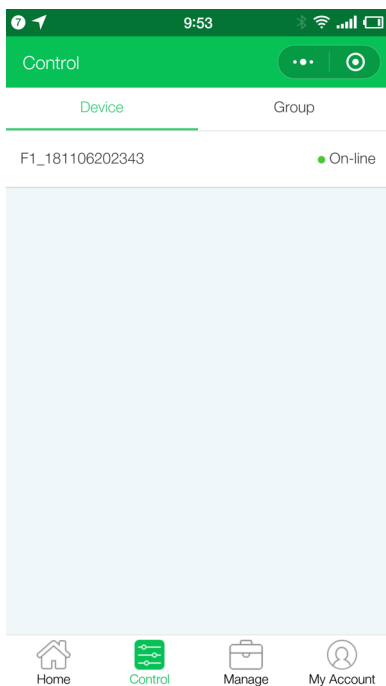 7 9:53
Control
Device Group
F1_181106202343 On-line
Home Control Manage My Account